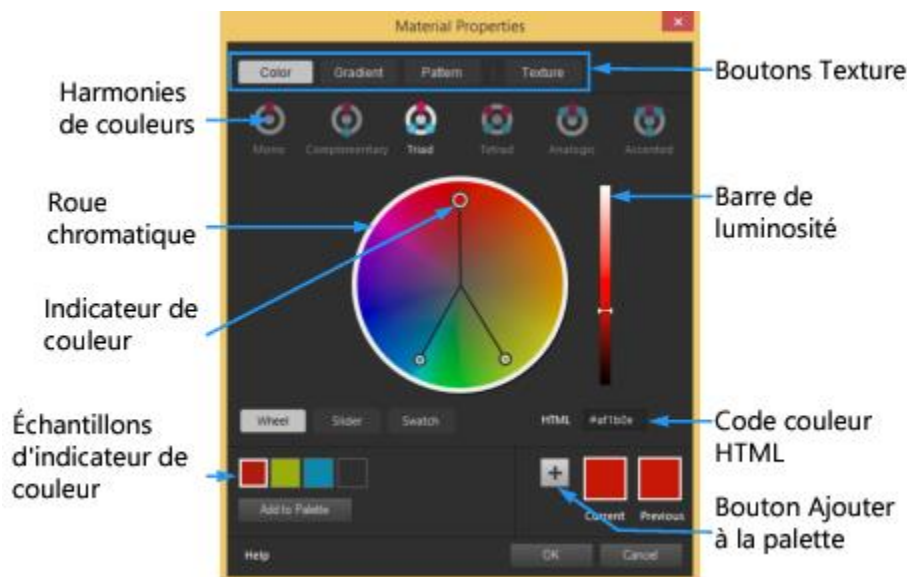 Material Properties
Color Gradient Pattern Texture
Boutons Texture
Harmonies
de couleurs
Mono Complementary Triad Tetrad Analogic Accented
Roue
chromatique
Barre de
luminosité
Indicateur de
couleur
Wheel Slider Swatch HTML #af1b0e
Code couleur
HTML
Échantillons
d'indicateur de
couleur
Add to Palette
+
Current Previous
Bouton Ajouter
à la palette
Help OK Cancel